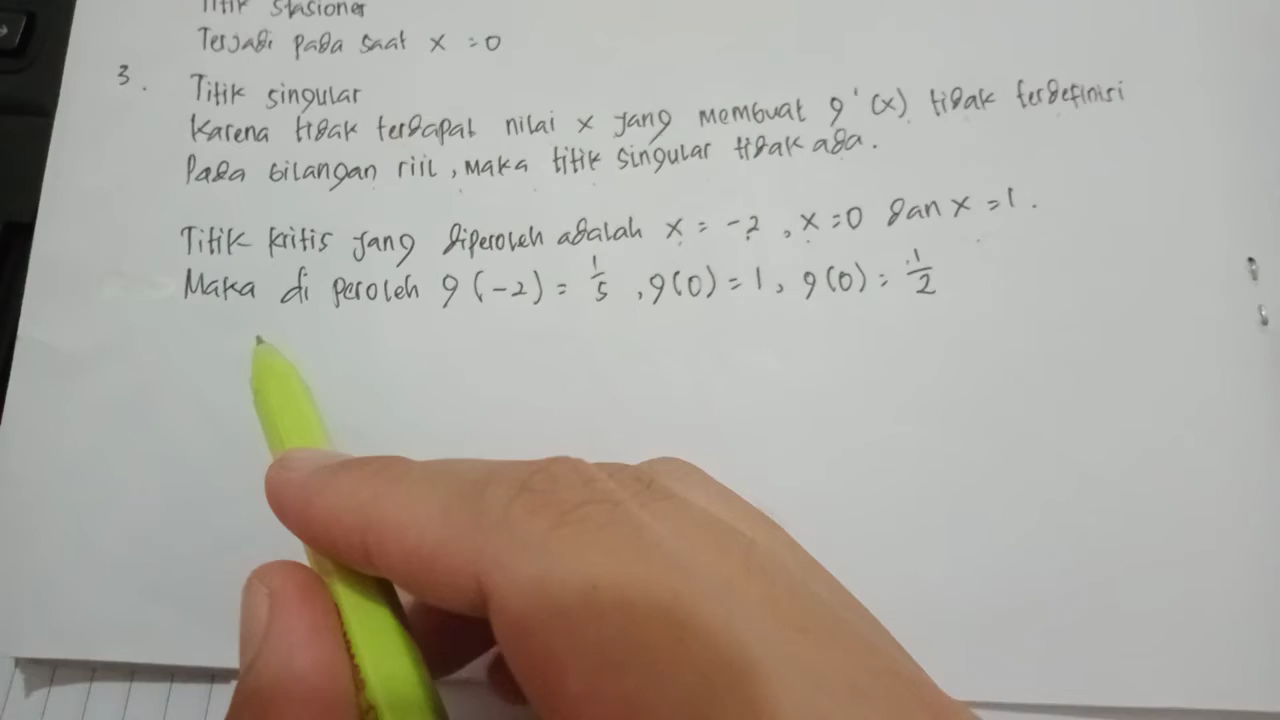 Titik stasioner
Terjadi pada saat x = 0
3.
Titik singular
Karena tidak terdapat nilai x yang membuat g'(x) tidak terdefinisi
Pada bilangan riil, maka titik singular tidak ada.
Titik kritis yang diperoleh adalah x = -2, x = 0 dan x = 1.
Maka di peroleh g(-2) = 1/5, g(0) = 1, g(0) = 1/2